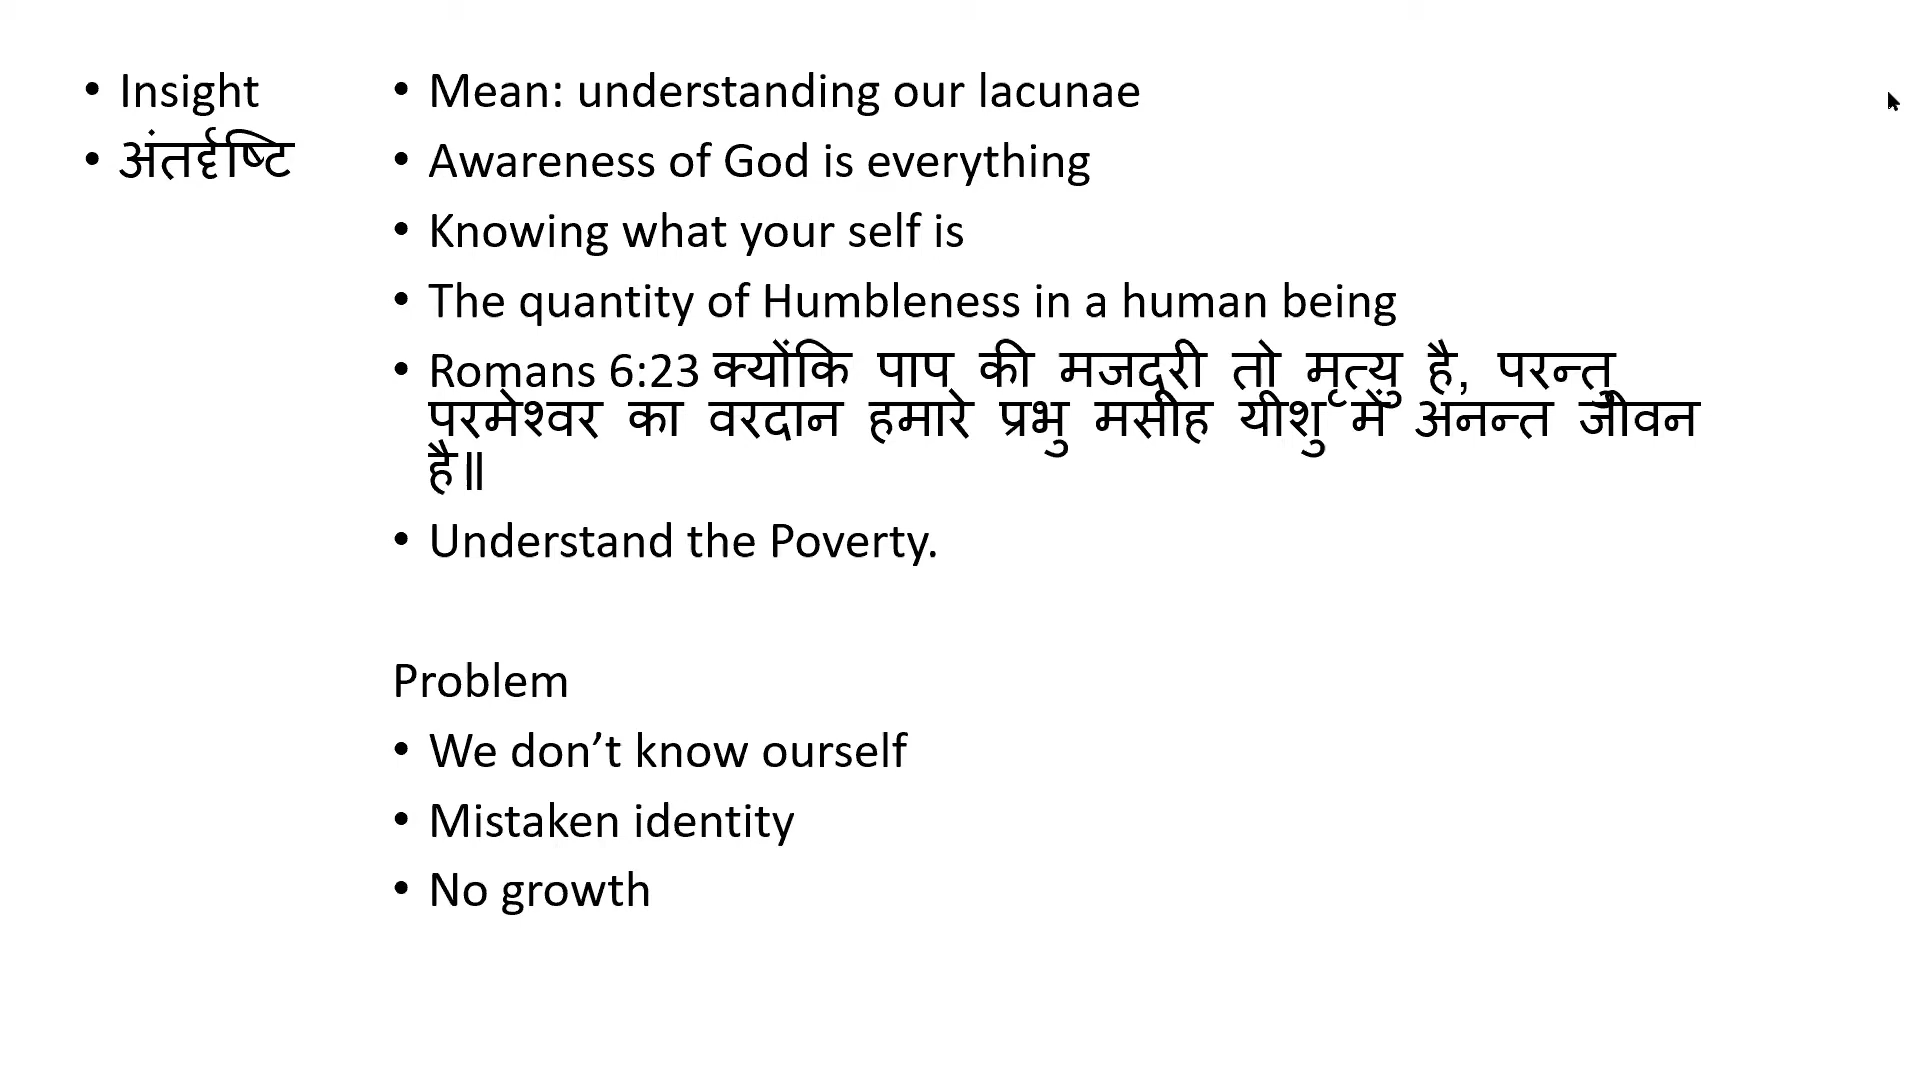 • Insight
• अंतर्दृष्टि
• Mean: understanding our lacunae
• Awareness of God is everything
• Knowing what your self is
• The quantity of Humbleness in a human being
• Romans 6:23 क्योंकि पाप की मजदूरी तो मृत्यु है, परन्तु
परमेश्वर का वरदान हमारे प्रभु मसीह यीशु में अनन्त जीवन
है॥
• Understand the Poverty.
Problem
• We don’t know ourself
• Mistaken identity
• No growth